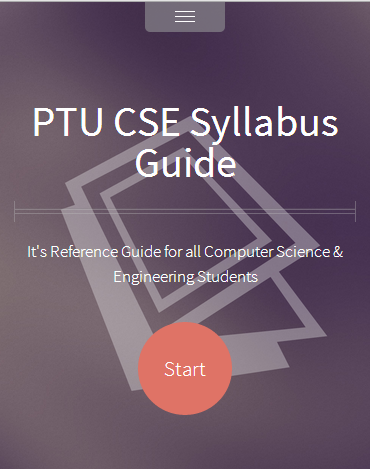 PTU CSE Syllabus
Guide
It's Reference Guide for all Computer Science &
Engineering Students
Start